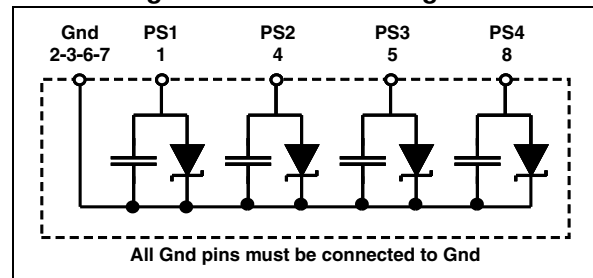 Gnd PS1 PS2 PS3 PS4
2-3-6-7 1 4 5 8
All Gnd pins must be connected to Gnd